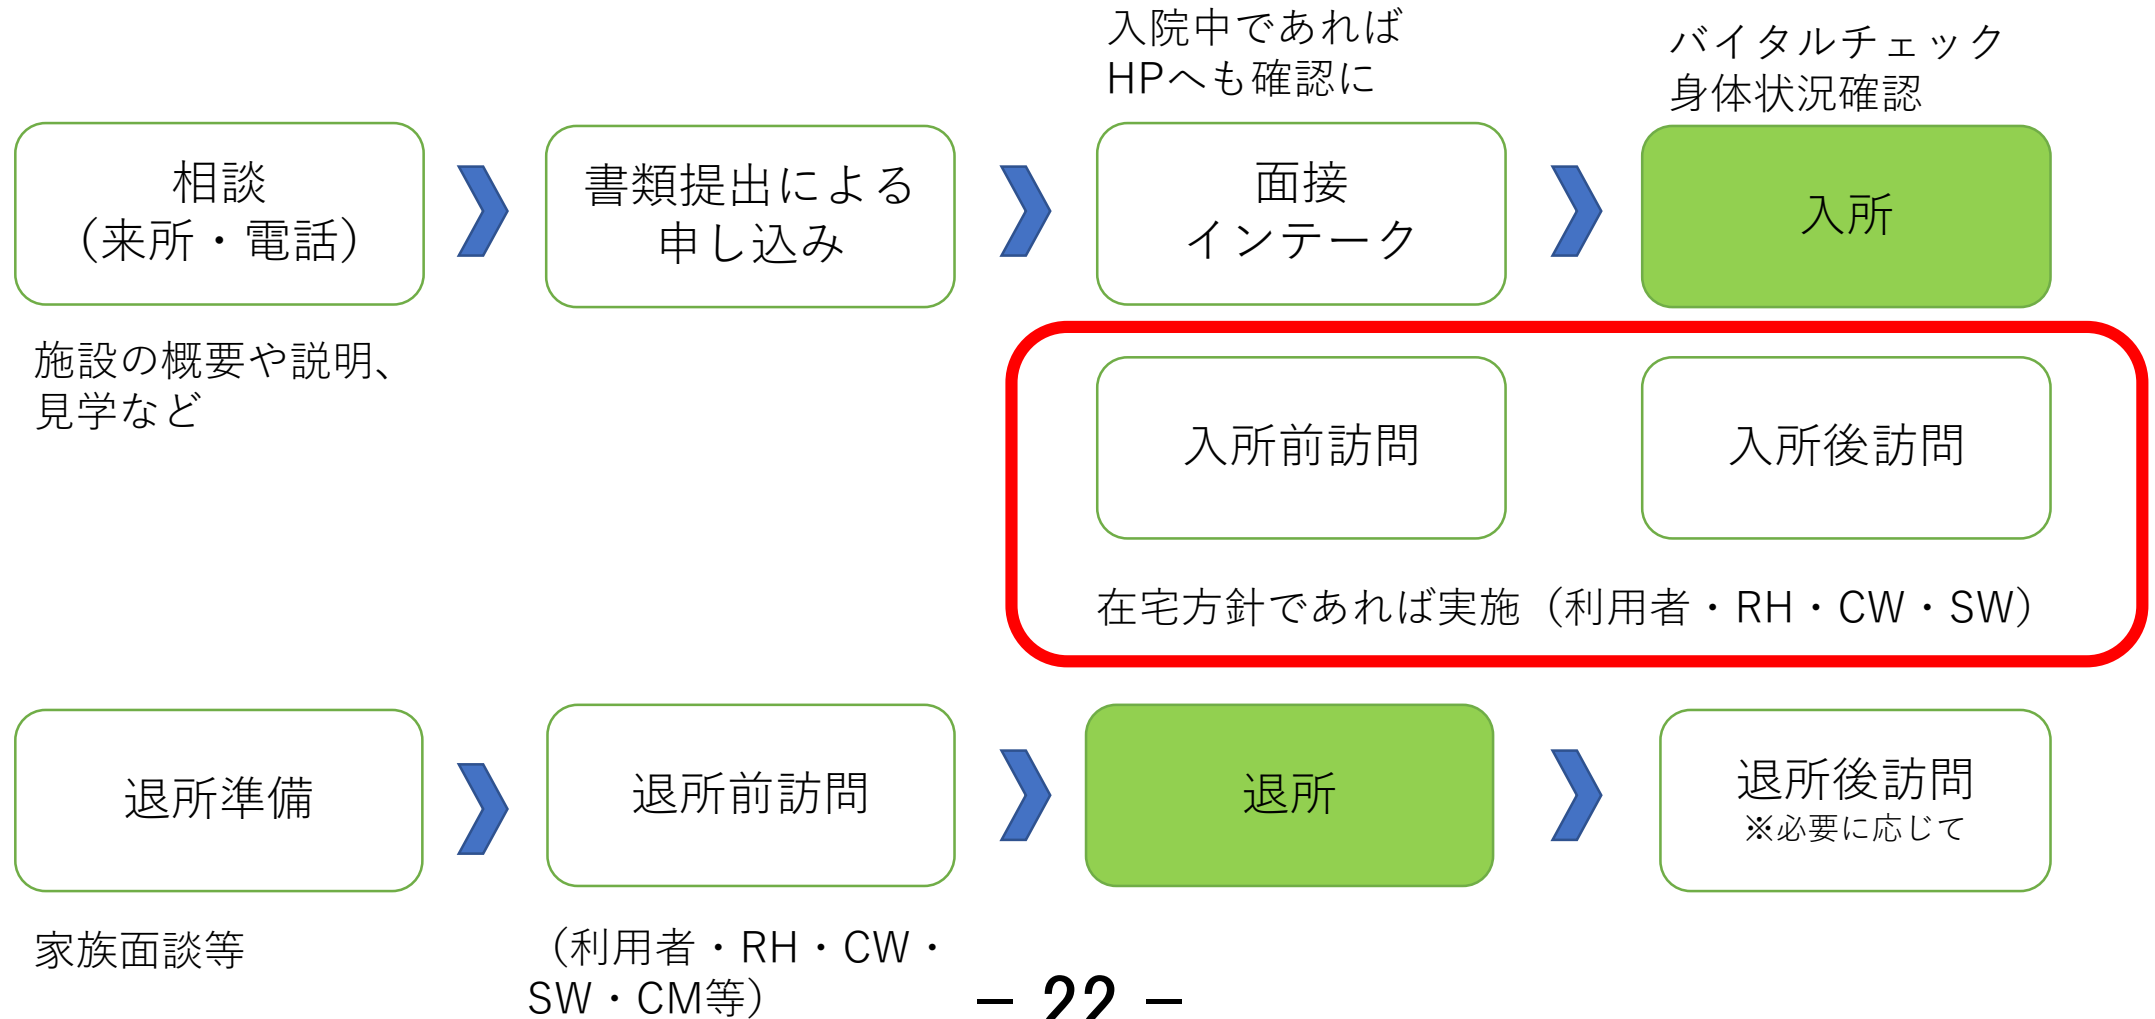 入院中であれば
HPへも確認に
バイタルチェック
身体状況確認
相談
（来所・電話）
書類提出による
申し込み
面接
インテーク
入所
施設の概要や説明、
見学など
入所前訪問
入所後訪問
在宅方針であれば実施（利用者・RH・CW・SW）
退所準備
退所前訪問
退所
退所後訪問
※必要に応じて
家族面談等
（利用者・RH・CW・
SW・CM等）
－ 22 －